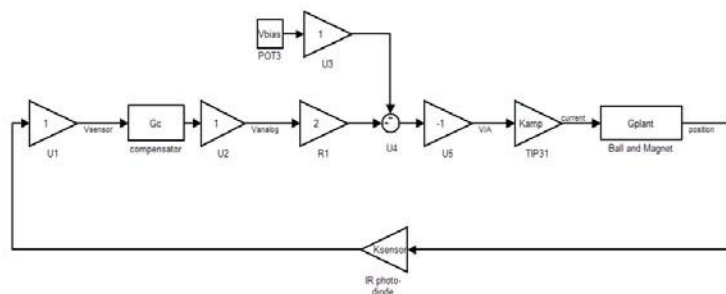 Vbias
1
POT3
U3
1
Vsensor
Gc
1
Vanalog
2
-1
V/A
Kamp
current
Gplant
position
U1
compensator
U2
R1
U4
U5
TIP31
Ball and Magnet
Ksensor
IR photo-
diode